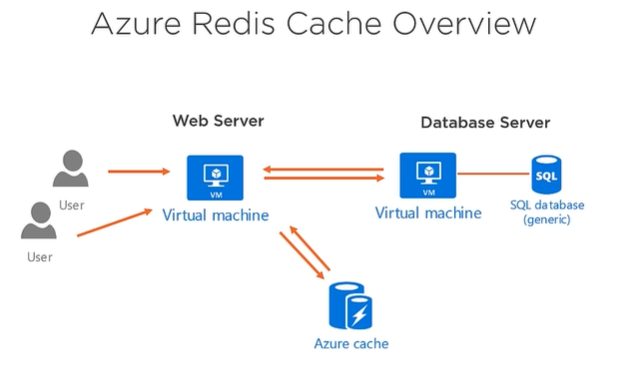 Azure Redis Cache Overview
Web Server
Database Server
User
User
VM
Virtual machine
VM
Virtual machine
SQL
SQL database
(generic)
Azure cache